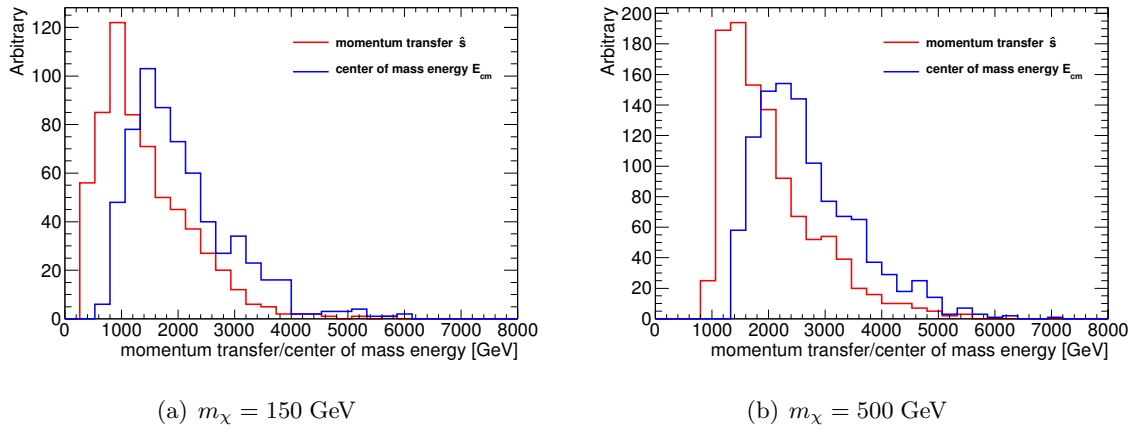 Arbitrary
120
100
80
60
40
20
0
momentum transfer ŝ
center of mass energy E_cm
0 1000 2000 3000 4000 5000 6000 7000 8000
momentum transfer/center of mass energy [GeV]
(a) m_χ = 150 GeV
Arbitrary
200
180
160
140
120
100
80
60
40
20
0
momentum transfer ŝ
center of mass energy E_cm
0 1000 2000 3000 4000 5000 6000 7000 8000
momentum transfer/center of mass energy [GeV]
(b) m_χ = 500 GeV